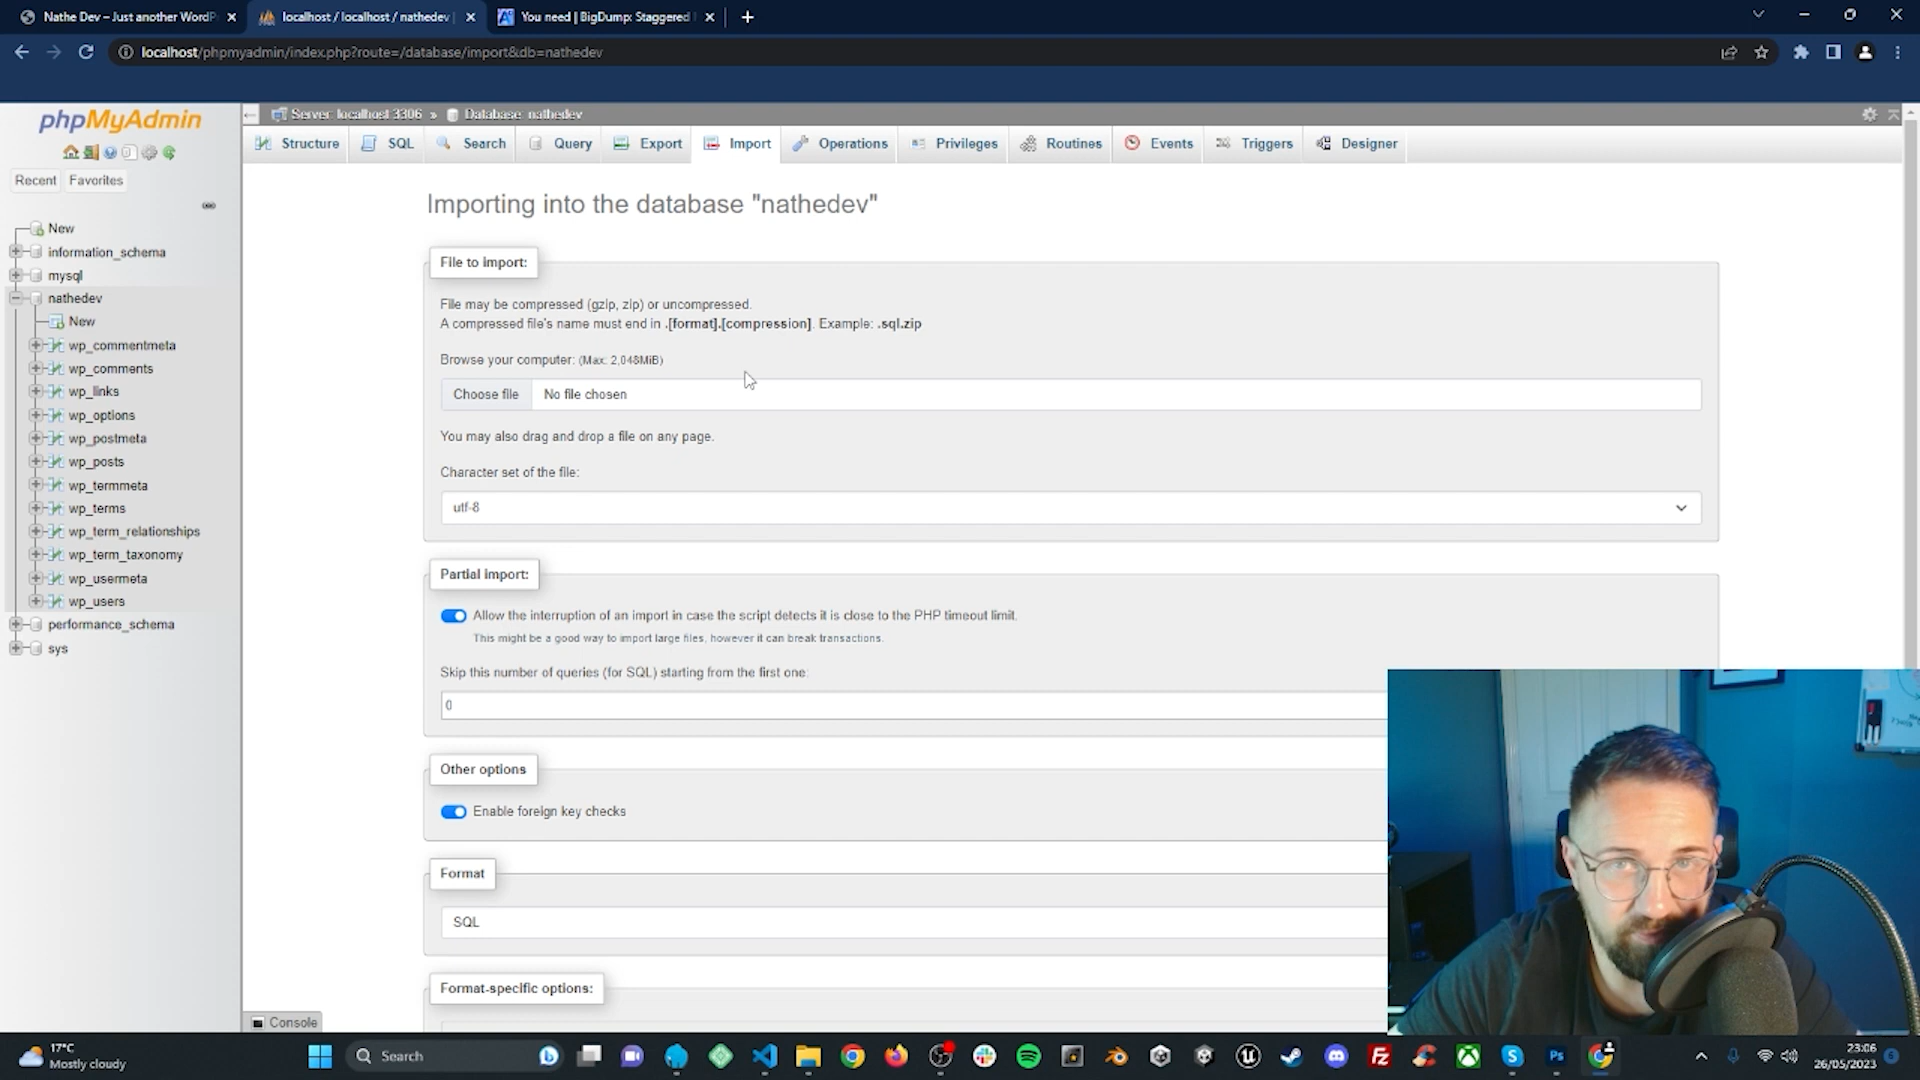 Nathe Dev – Just another WordP
localhost / localhost / nathedev |
You need | BigDump: Staggered
localhost/phpmyadmin/index.php?route=/database/import&db=nathedev
phpMyAdmin
Recent
Favorites
New
information_schema
mysql
nathedev
New
wp_commentmeta
wp_comments
wp_links
wp_options
wp_postmeta
wp_posts
wp_termmeta
wp_terms
wp_term_relationships
wp_term_taxonomy
wp_usermeta
wp_users
performance_schema
sys
Server: localhost:3306 » Database: nathedev
Structure SQL Search Query Export Import Operations Privileges Routines Events Triggers Designer
Importing into the database "nathedev"
File to import:
File may be compressed (gzip, zip) or uncompressed.
A compressed file's name must end in .[format].[compression]. Example: .sql.zip
Browse your computer: (Max: 2,048MiB)
Choose file No file chosen
You may also drag and drop a file on any page.
Character set of the file:
utf-8
Partial import:
Allow the interruption of an import in case the script detects it is close to the PHP timeout limit.
This might be a good way to import large files, however it can break transactions.
Skip this number of queries (for SQL) starting from the first one:
0
Other options
Enable foreign key checks
Format
SQL
Format-specific options:
Console
17°C
Mostly cloudy
Search
23:06
26/05/2023